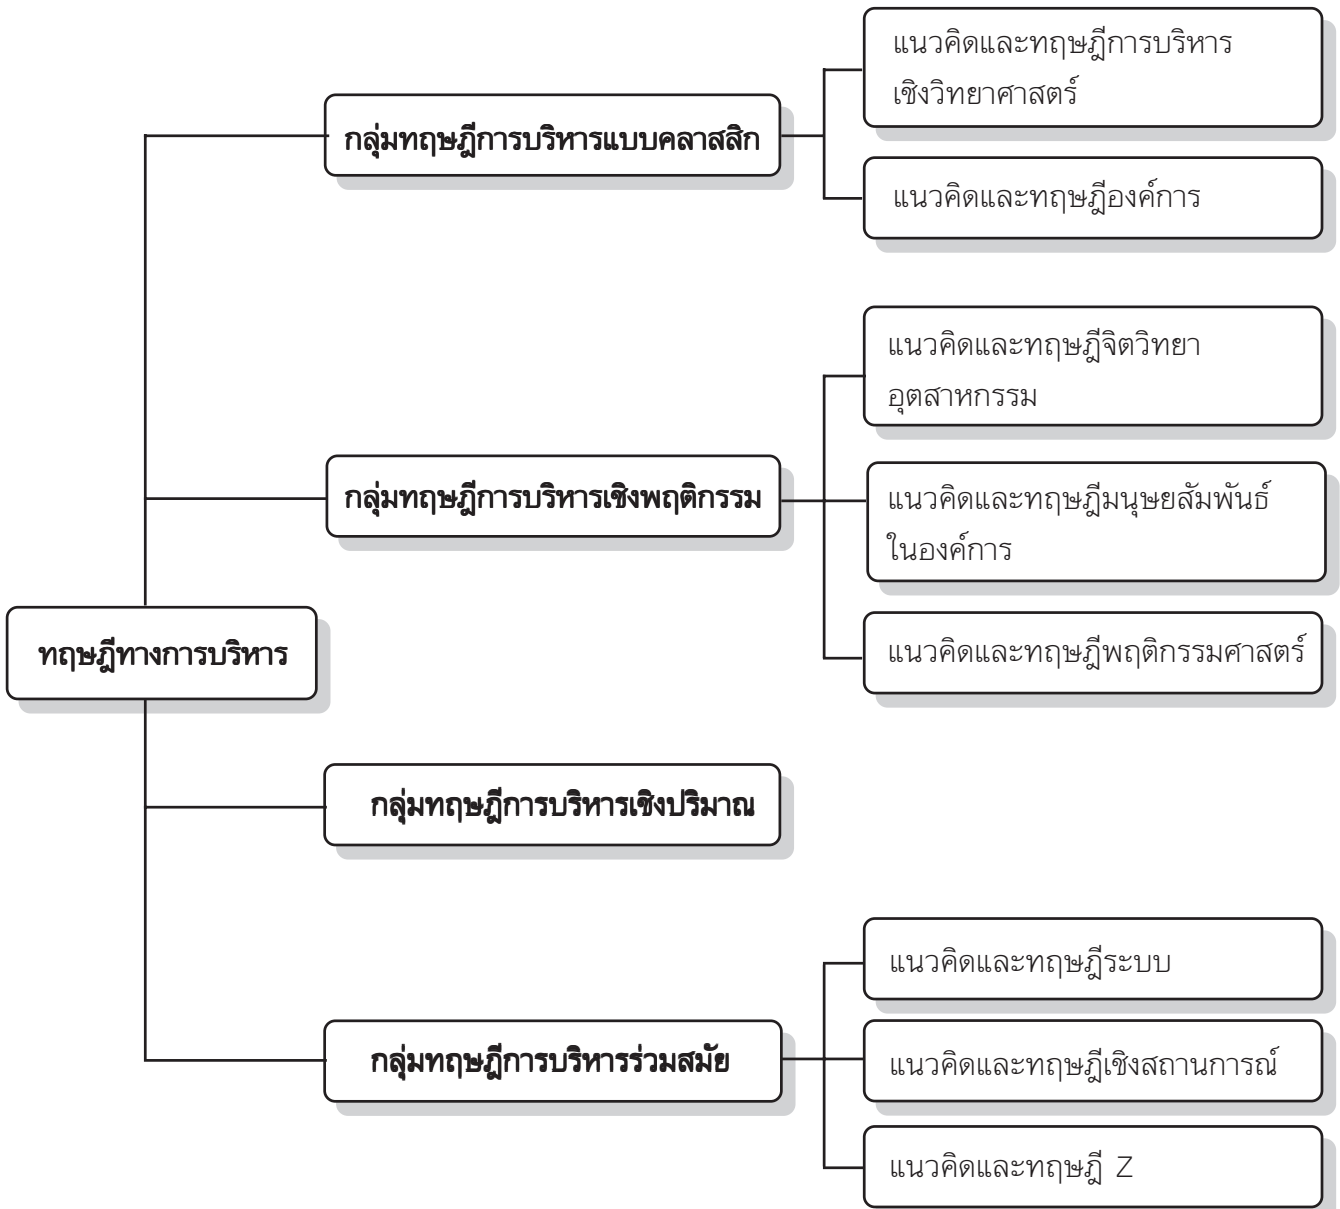 แนวคิดและทฤษฎีการบริหาร
เชิงวิทยาศาสตร์
กลุ่มทฤษฎีการบริหารแบบคลาสสิก
แนวคิดและทฤษฎีองค์การ
แนวคิดและทฤษฎีจิตวิทยา
อุตสาหกรรม
กลุ่มทฤษฎีการบริหารเชิงพฤติกรรม
แนวคิดและทฤษฎีมนุษยสัมพันธ์
ในองค์การ
ทฤษฎีทางการบริหาร
แนวคิดและทฤษฎีพฤติกรรมศาสตร์
กลุ่มทฤษฎีการบริหารเชิงปริมาณ
แนวคิดและทฤษฎีระบบ
กลุ่มทฤษฎีการบริหารร่วมสมัย
แนวคิดและทฤษฎีเชิงสถานการณ์
แนวคิดและทฤษฎี Z